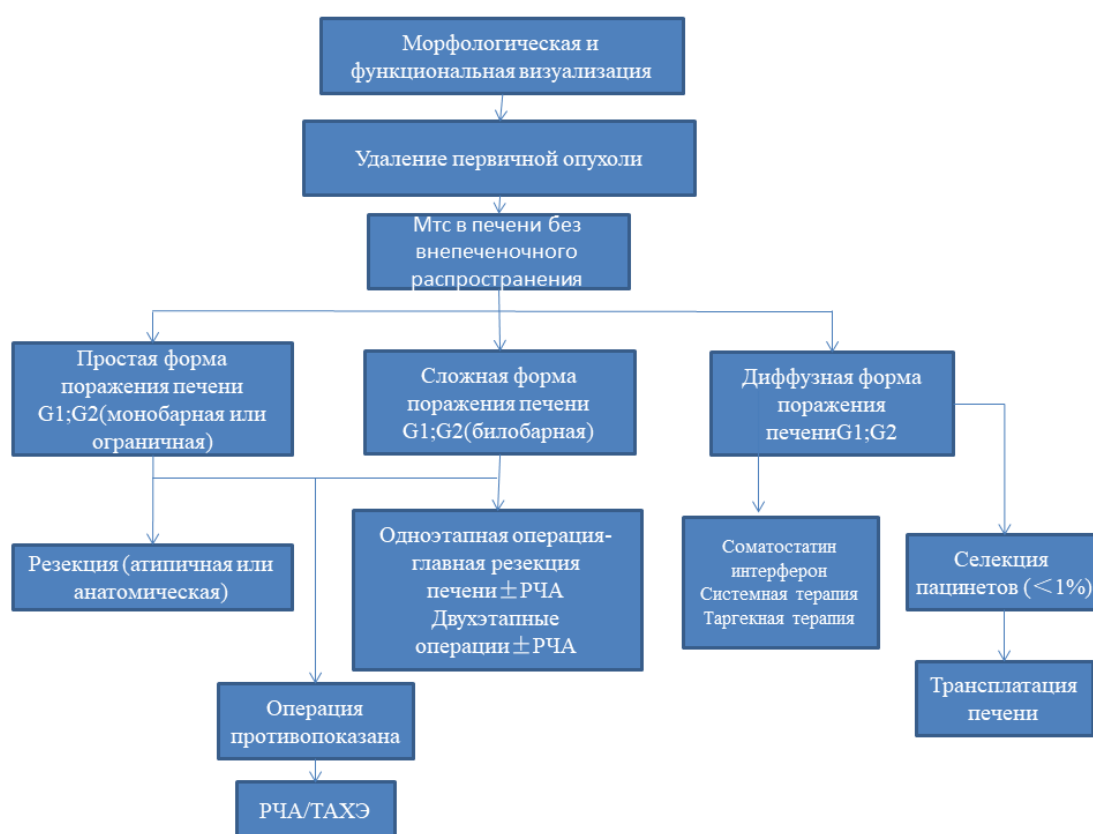 Морфологическая и
функциональная визуализация
Удаление первичной опухоли
Мтс в печени без
внепеченочного
распространения
Простая форма
поражения печени
G1;G2(монобарная или
ограничная)
Сложная форма
поражения печени
G1;G2(билобарная)
Диффузная форма
поражения
печениG1;G2
Резекция (атипичная или
анатомическая)
Одноэтапная операция-
главная резекция
печени±РЧА
Двухэтапные
операции±РЧА
Соматостатин
интерферон
Системная терапия
Таргекная терапия
Селекция
пацинетов (<1%)
Операция
противопоказана
Трансплатация
печени
РЧА/ТАХЭ